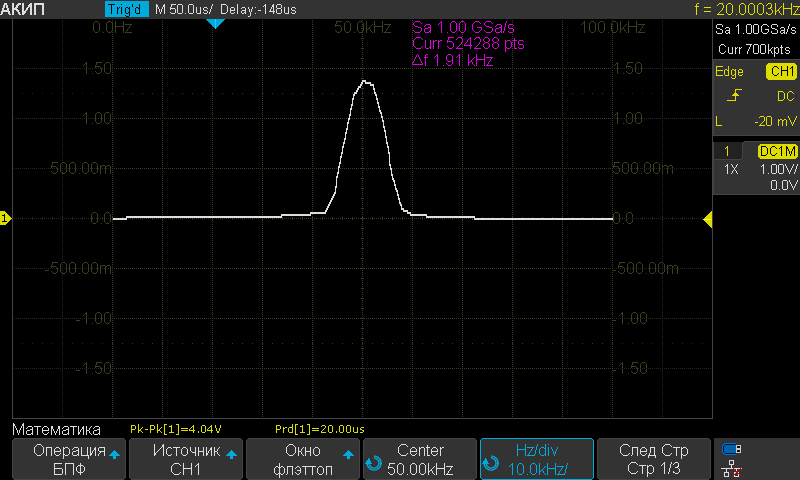 АКИП Trig'd M 50.0us/ Delay:-148us f = 20.0003kHz
0.0Hz 50.0kHz 100.0kHz
Sa 1.00 GSa/s
Curr 524288 pts
Δf 1.91 kHz
Sa 1.00GSa/s
Curr 700kpts
Edge CH1
DC
L -20 mV
1 DC1M
1X 1.00V/
0.0V
1.50 1.50
1.00 1.00
500.00m 500.00m
1 0.0 0.0
-500.00m -500.00m
-1.00 -1.00
-1.50 -1.50
Математика Pk-Pk[1]=4.04V Prd[1]=20.00us
Операция
БПФ
Источник
CH1
Окно
флэттоп
Center
50.00kHz
Hz/div
10.0kHz/
След Стр
Стр 1/3